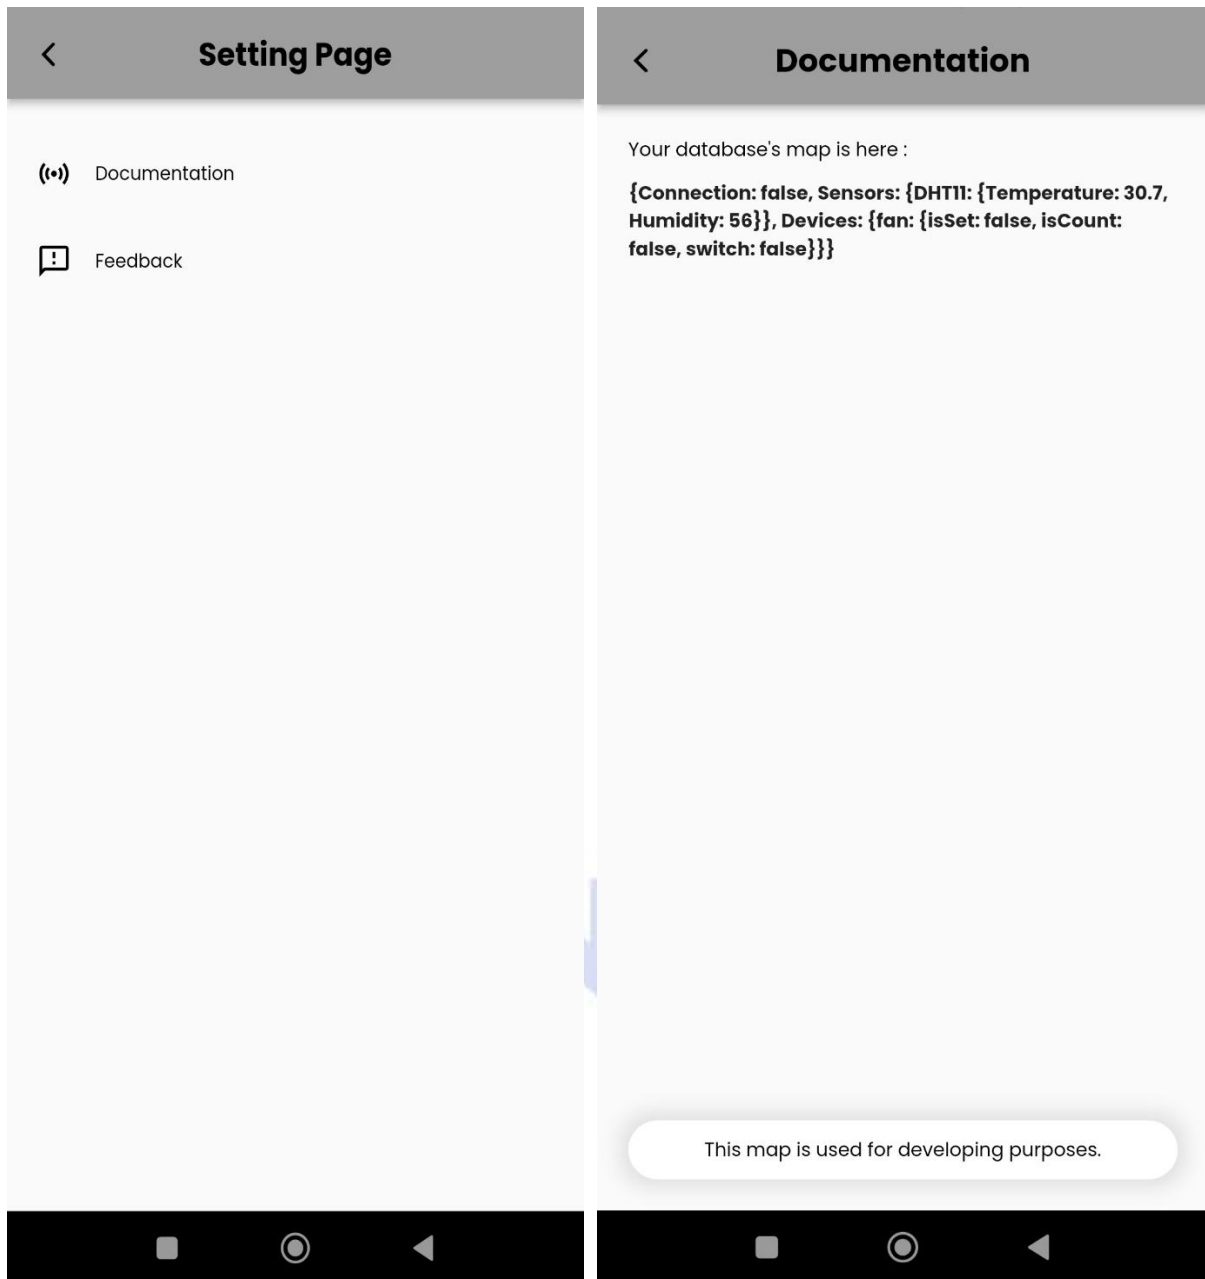 Setting Page
Documentation
Feedback
Documentation
Your database's map is here :
{Connection: false, Sensors: {DHT11: {Temperature: 30.7,
Humidity: 56}}, Devices: {fan: {isSet: false, isCount:
false, switch: false}}}
This map is used for developing purposes.